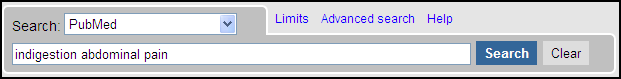 Search: PubMed Limits Advanced search Help
indigestion abdominal pain Search Clear